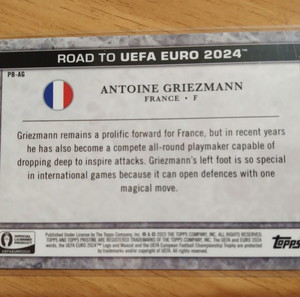 ROAD TO UEFA EURO 2024™
PB-AG
ANTOINE GRIEZMANN
FRANCE • F
Griezmann remains a prolific forward for France, but in recent years
he has also become a compete all-round playmaker capable of
dropping deep to inspire attacks. Griezmann's left foot is so special
in international games because it can open defences with one
magical move.
Topps